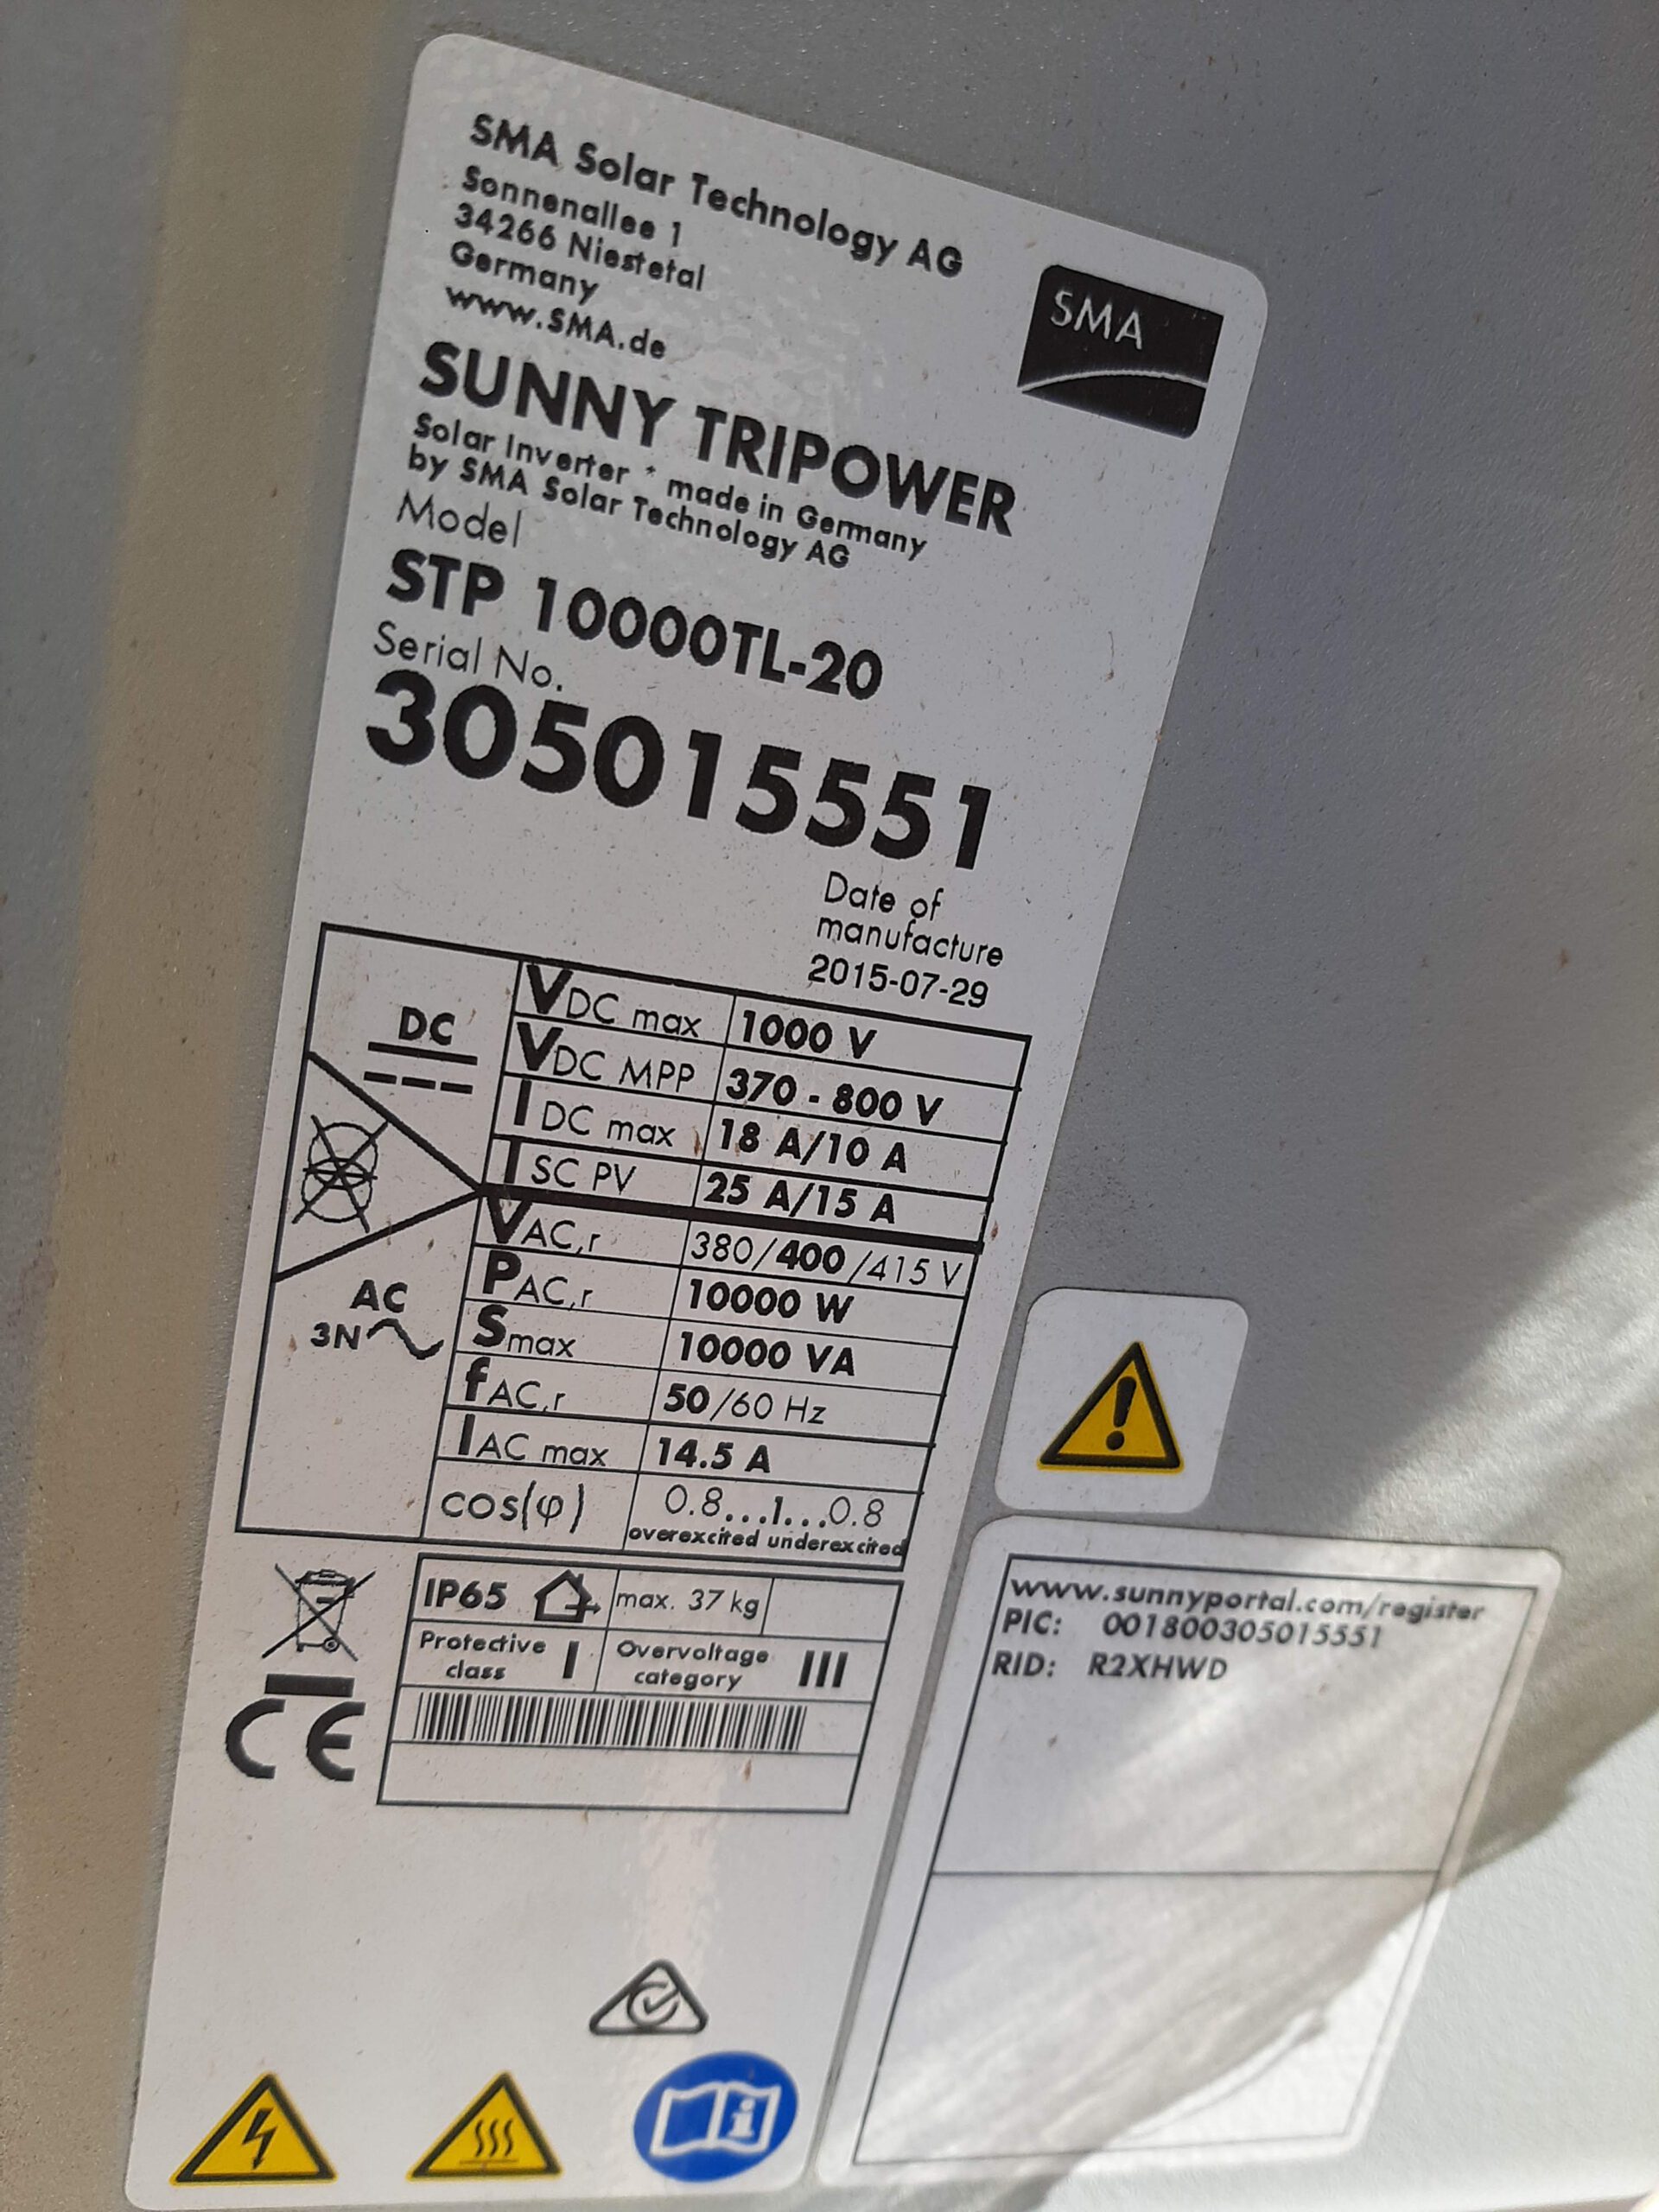 SMA Solar Technology AG
Sonnenallee 1
34266 Niestetal
Germany
www.SMA.de
SMA
SUNNY TRIPOWER
Solar Inverter * made in Germany
by SMA Solar Technology AG
Model
STP 10000TL-20
Serial No.
305015551
Date of
manufacture
2015-07-29
DC
VDC max 1000 V
VDC MPP 370 - 800 V
IDC max 18 A/10 A
ISC PV 25 A/15 A
AC
3N
VAC,r 380/400/415 V
PAC,r 10000 W
Smax 10000 VA
fAC,r 50/60 Hz
IAC max 14.5 A
cos(φ) 0.8...1...0.8
overexcited underexcited
IP65 max. 37 kg
Protective class I Overvoltage category III
CE
www.sunnyportal.com/register
PIC: 001800305015551
RID: R2XHWD